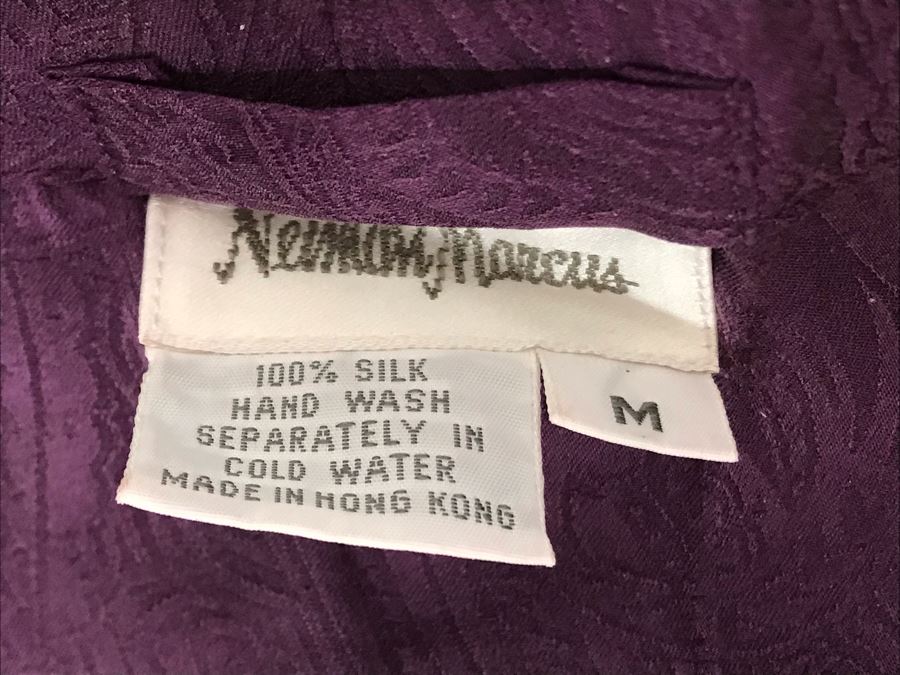 Neiman Marcus
100% SILK
HAND WASH
SEPARATELY IN
COLD WATER
MADE IN HONG KONG
M